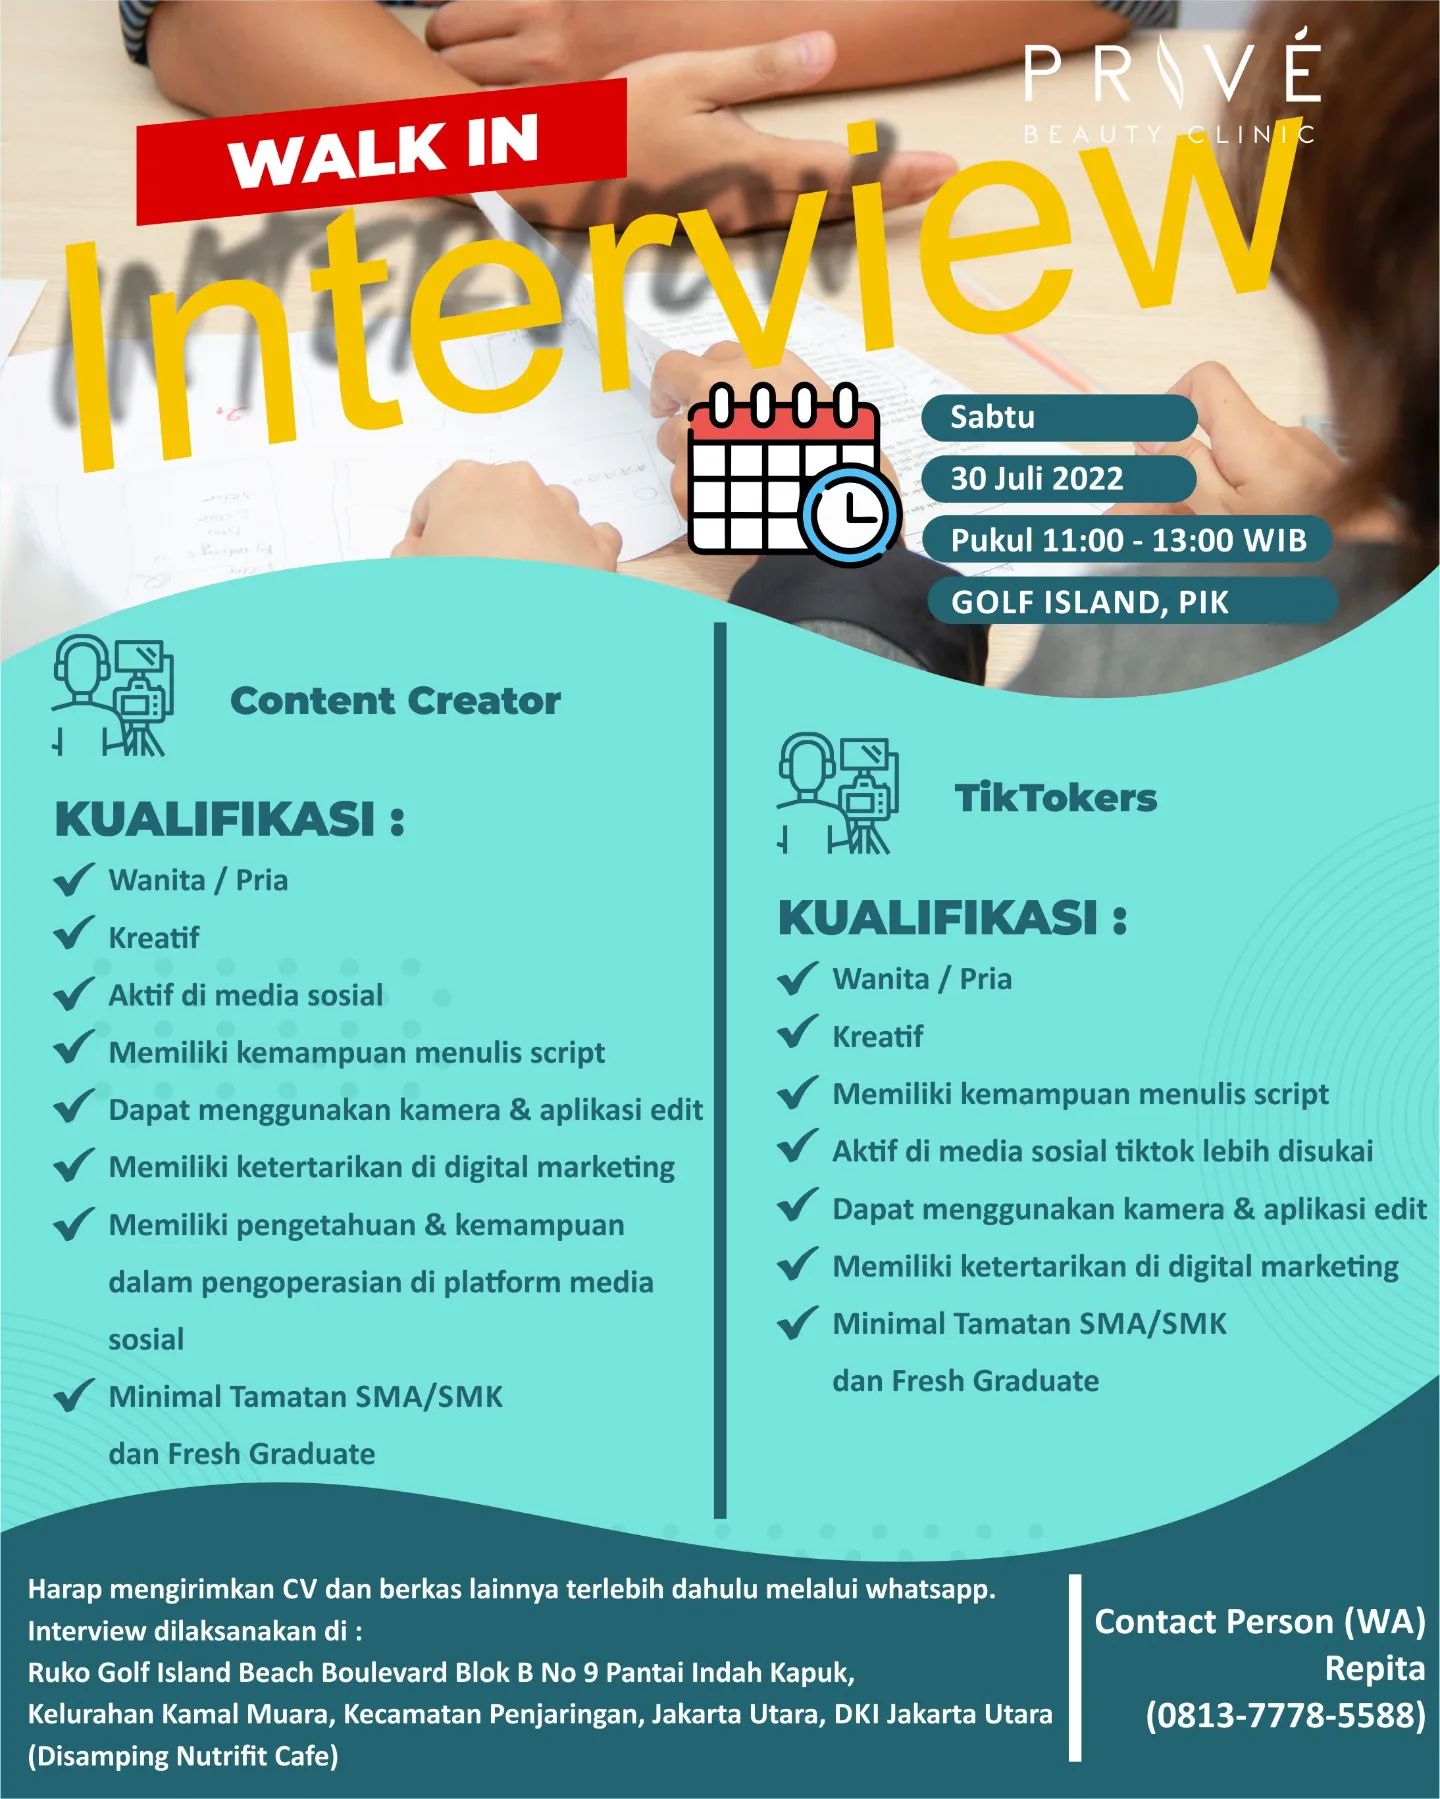 PRIVÉ
BEAUTY CLINIC
WALK IN
Interview
INTERVIEW
Sabtu
30 Juli 2022
Pukul 11:00 - 13:00 WIB
GOLF ISLAND, PIK
Content Creator
KUALIFIKASI :
Wanita / Pria
Kreatif
Aktif di media sosial
Memiliki kemampuan menulis script
Dapat menggunakan kamera & aplikasi edit
Memiliki ketertarikan di digital marketing
Memiliki pengetahuan & kemampuan
dalam pengoperasian di platform media
sosial
Minimal Tamatan SMA/SMK
dan Fresh Graduate
TikTokers
KUALIFIKASI :
Wanita / Pria
Kreatif
Memiliki kemampuan menulis script
Aktif di media sosial tiktok lebih disukai
Dapat menggunakan kamera & aplikasi edit
Memiliki ketertarikan di digital marketing
Minimal Tamatan SMA/SMK
dan Fresh Graduate
Harap mengirimkan CV dan berkas lainnya terlebih dahulu melalui whatsapp.
Interview dilaksanakan di :
Ruko Golf Island Beach Boulevard Blok B No 9 Pantai Indah Kapuk,
Kelurahan Kamal Muara, Kecamatan Penjaringan, Jakarta Utara, DKI Jakarta Utara
(Disamping Nutrifit Cafe)
Contact Person (WA)
Repita
(0813-7778-5588)